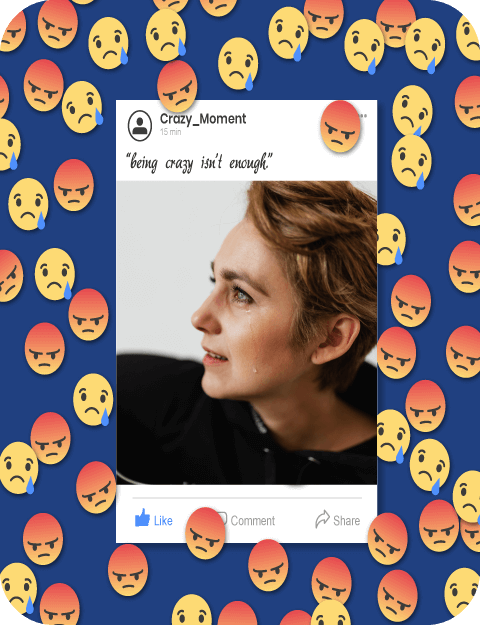 Crazy_Moment
15 min
"being crazy isn't enough."
Like
Comment
Share